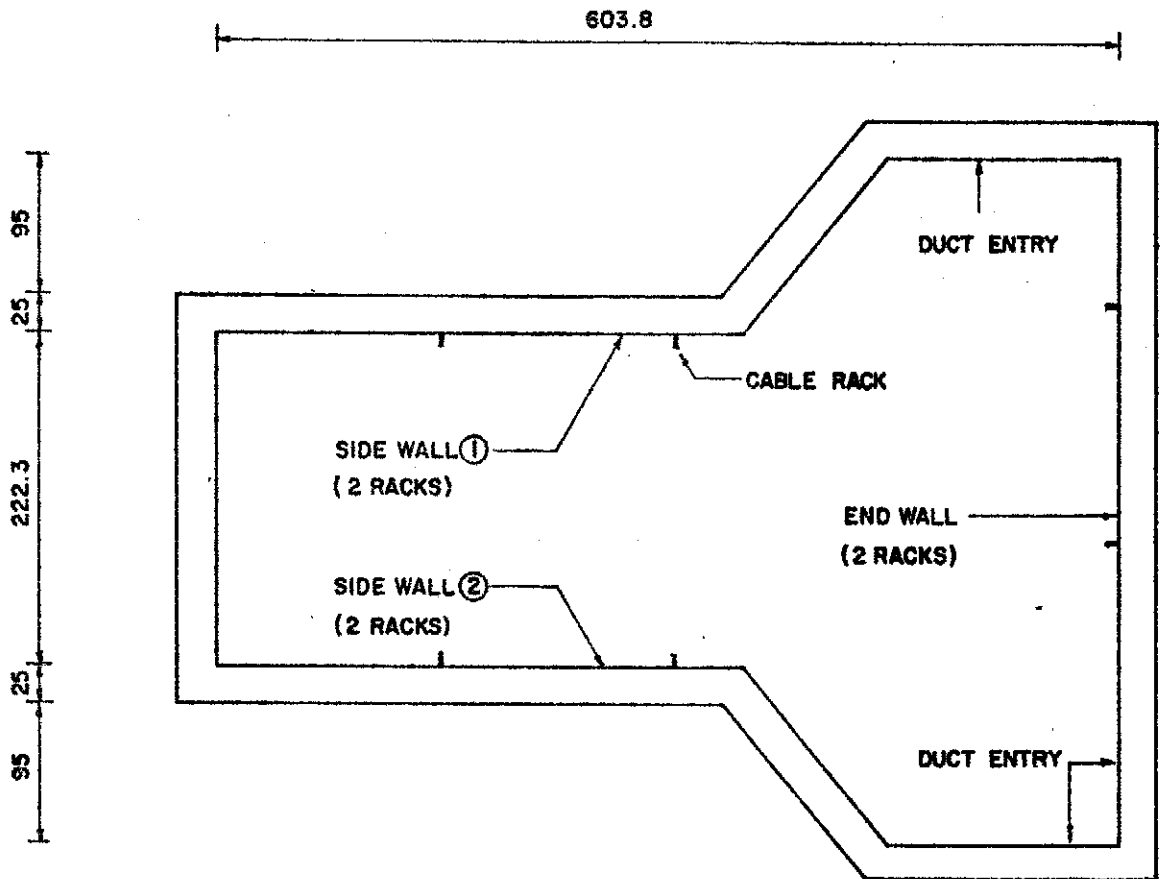 603.8
95
25
222.3
25
95
DUCT ENTRY
CABLE RACK
SIDE WALL ①
(2 RACKS)
END WALL
(2 RACKS)
SIDE WALL ②
(2 RACKS)
DUCT ENTRY